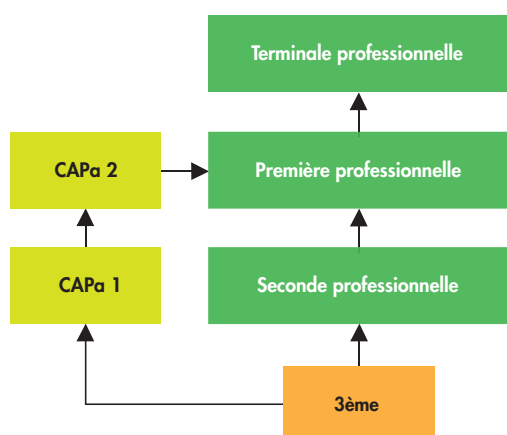 Terminale professionnelle
CAPa 2
Première professionnelle
CAPa 1
Seconde professionnelle
3ème